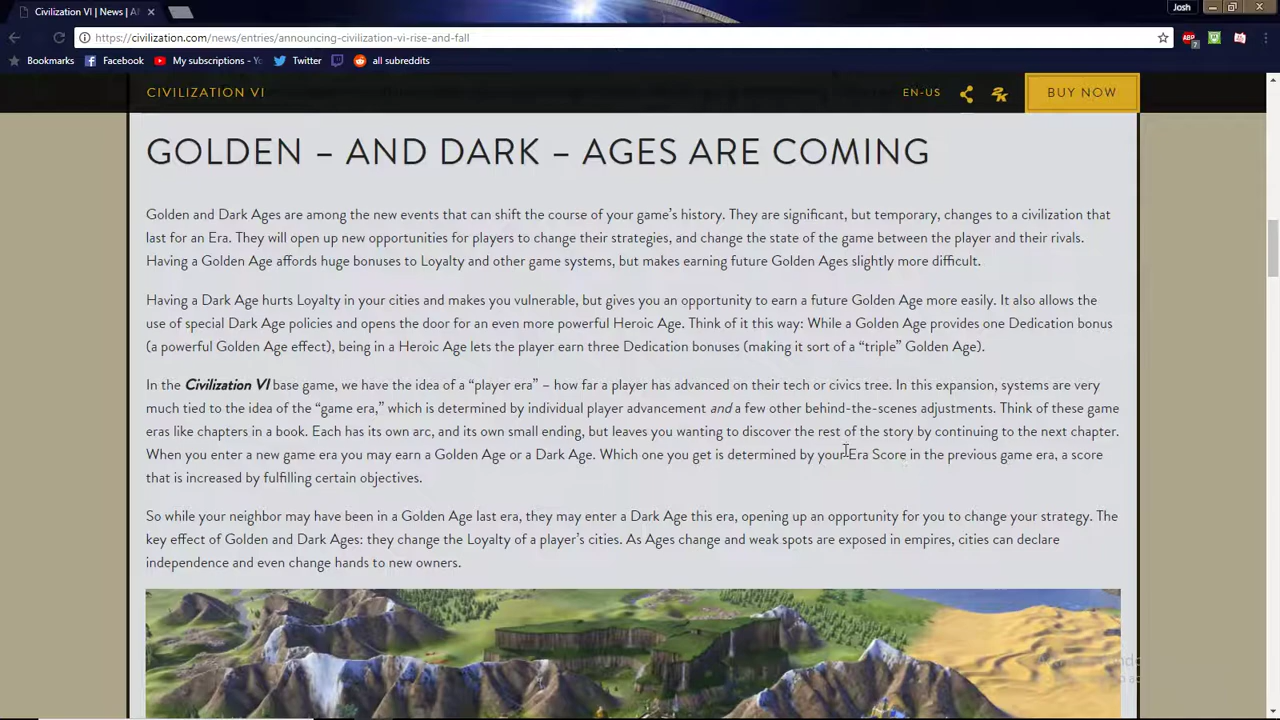 Civilization VI | News | A
Josh
https://civilization.com/news/entries/announcing-civilization-vi-rise-and-fall
ABP
7
Bookmarks Facebook My subscriptions - Yo Twitter all subreddits
CIVILIZATION VI EN-US BUY NOW
GOLDEN – AND DARK – AGES ARE COMING
Golden and Dark Ages are among the new events that can shift the course of your game's history. They are significant, but temporary, changes to a civilization that
last for an Era. They will open up new opportunities for players to change their strategies, and change the state of the game between the player and their rivals.
Having a Golden Age affords huge bonuses to Loyalty and other game systems, but makes earning future Golden Ages slightly more difficult.
Having a Dark Age hurts Loyalty in your cities and makes you vulnerable, but gives you an opportunity to earn a future Golden Age more easily. It also allows the
use of special Dark Age policies and opens the door for an even more powerful Heroic Age. Think of it this way: While a Golden Age provides one Dedication bonus
(a powerful Golden Age effect), being in a Heroic Age lets the player earn three Dedication bonuses (making it sort of a “triple” Golden Age).
In the Civilization VI base game, we have the idea of a “player era” – how far a player has advanced on their tech or civics tree. In this expansion, systems are very
much tied to the idea of the “game era,” which is determined by individual player advancement and a few other behind-the-scenes adjustments. Think of these game
eras like chapters in a book. Each has its own arc, and its own small ending, but leaves you wanting to discover the rest of the story by continuing to the next chapter.
When you enter a new game era you may earn a Golden Age or a Dark Age. Which one you get is determined by your Era Score in the previous game era, a score
that is increased by fulfilling certain objectives.
So while your neighbor may have been in a Golden Age last era, they may enter a Dark Age this era, opening up an opportunity for you to change your strategy. The
key effect of Golden and Dark Ages: they change the Loyalty of a player's cities. As Ages change and weak spots are exposed in empires, cities can declare
independence and even change hands to new owners.